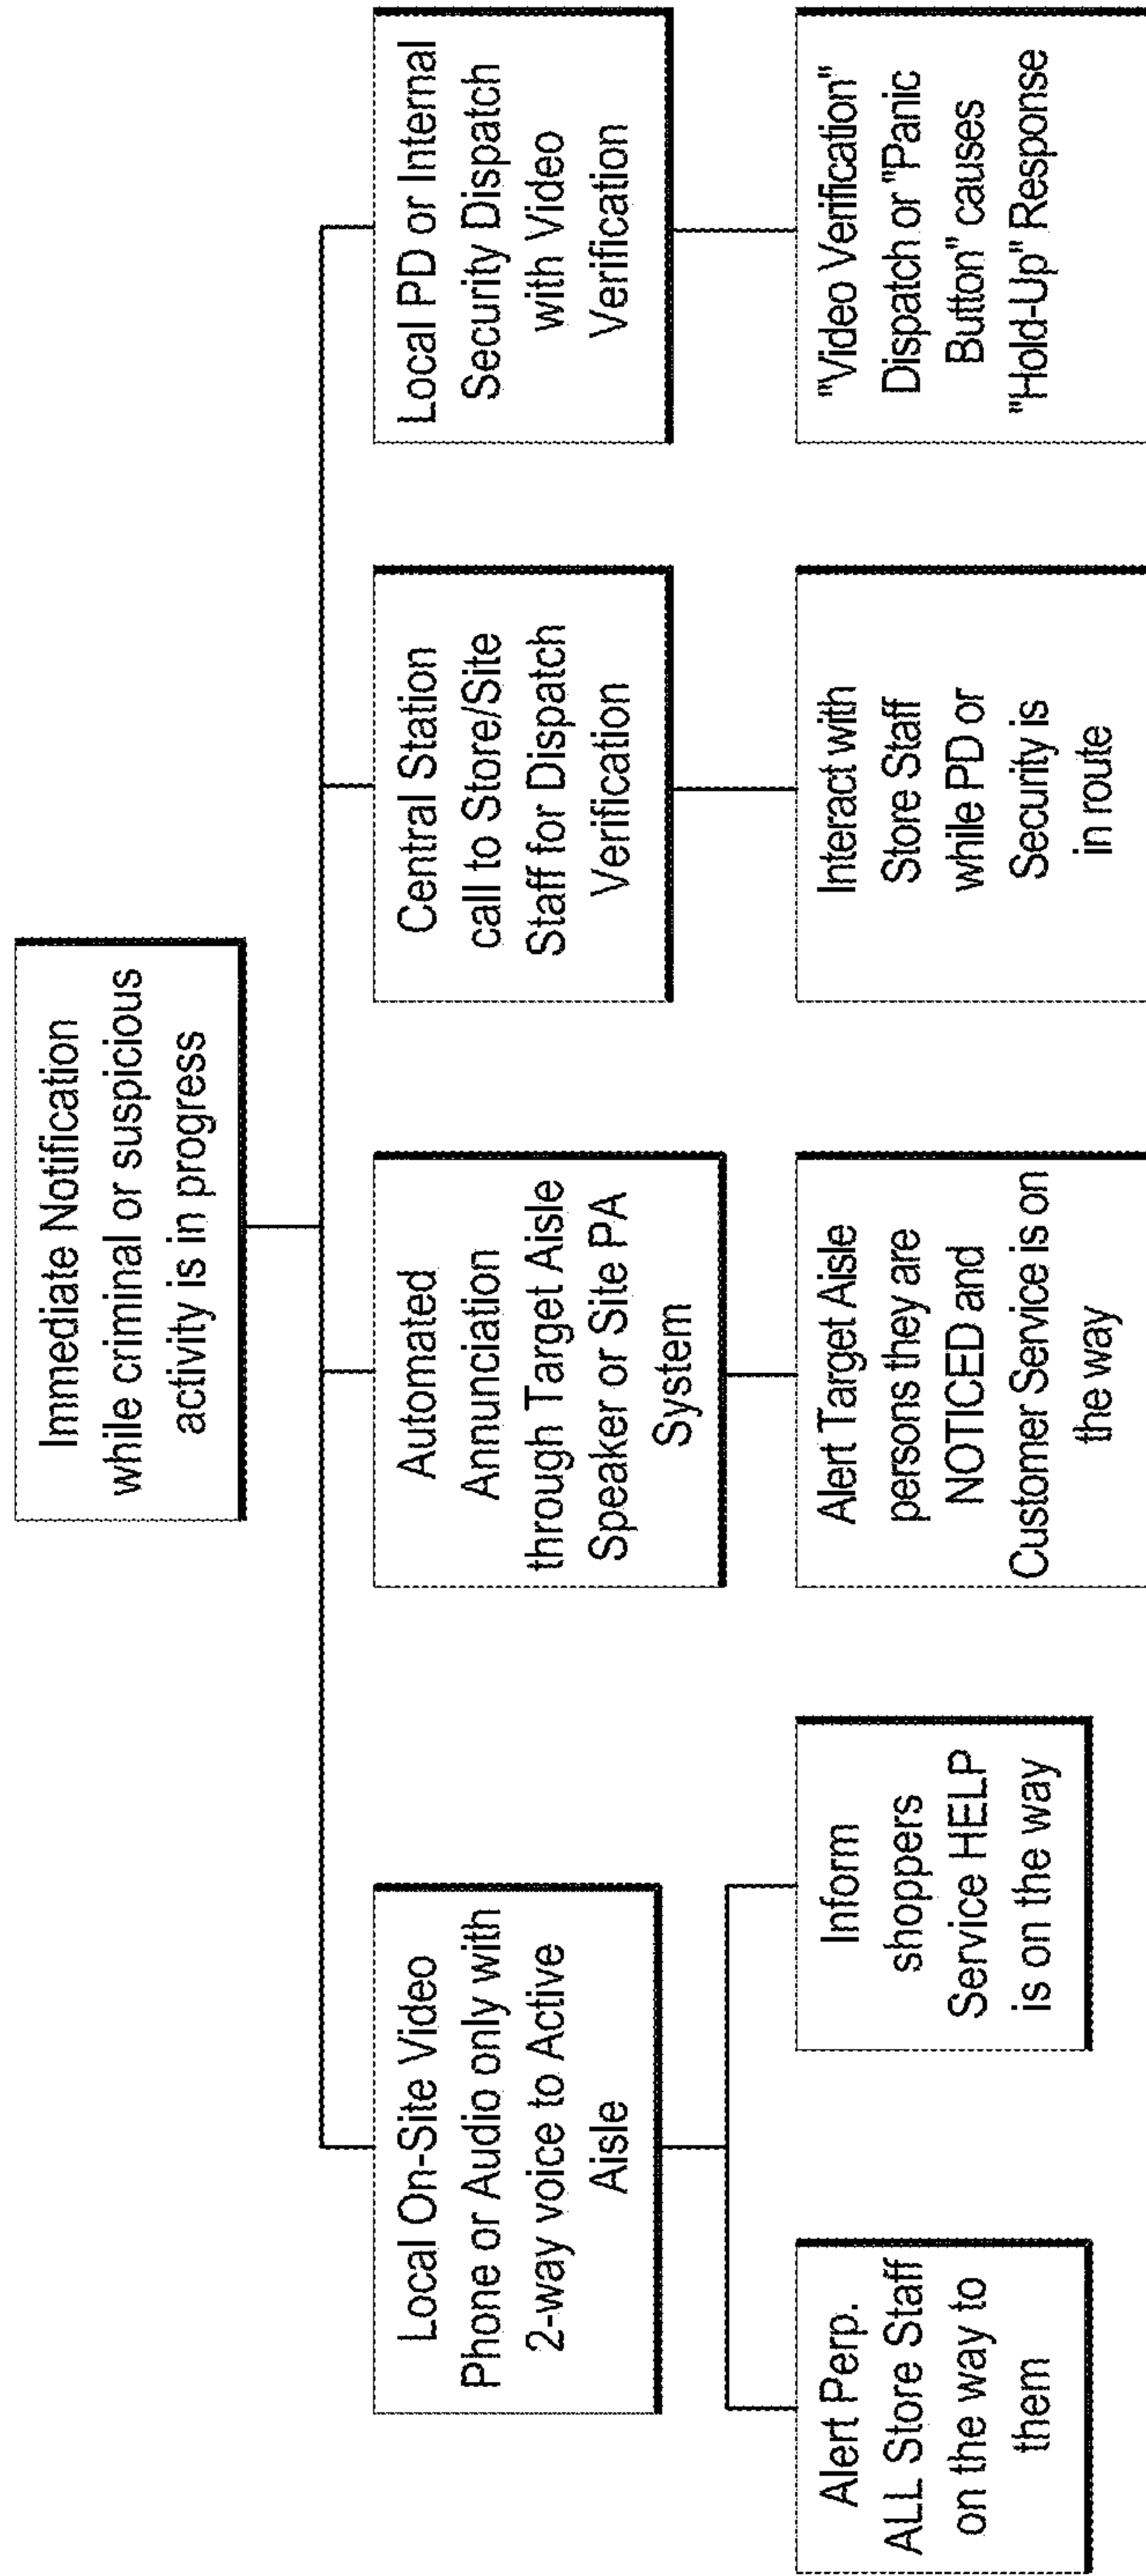 Immediate Notification
while criminal or suspicious
activity is in progress
Local On-Site Video
Phone or Audio only with
2-way voice to Active
Aisle
Automated
Annunciation
through Target Aisle
Speaker or Site PA
System
Central Station
call to Store/Site
Staff for Dispatch
Verification
Local PD or Internal
Security Dispatch
with Video
Verification
Alert Perp.
ALL Store Staff
on the way to
them
Inform
shoppers
Service HELP
is on the way
Alert Target Aisle
persons they are
NOTICED and
Customer Service is on
the way
Interact with
Store Staff
while PD or
Security is
in route
"Video Verification"
Dispatch or "Panic
Button" causes
"Hold-Up" Response